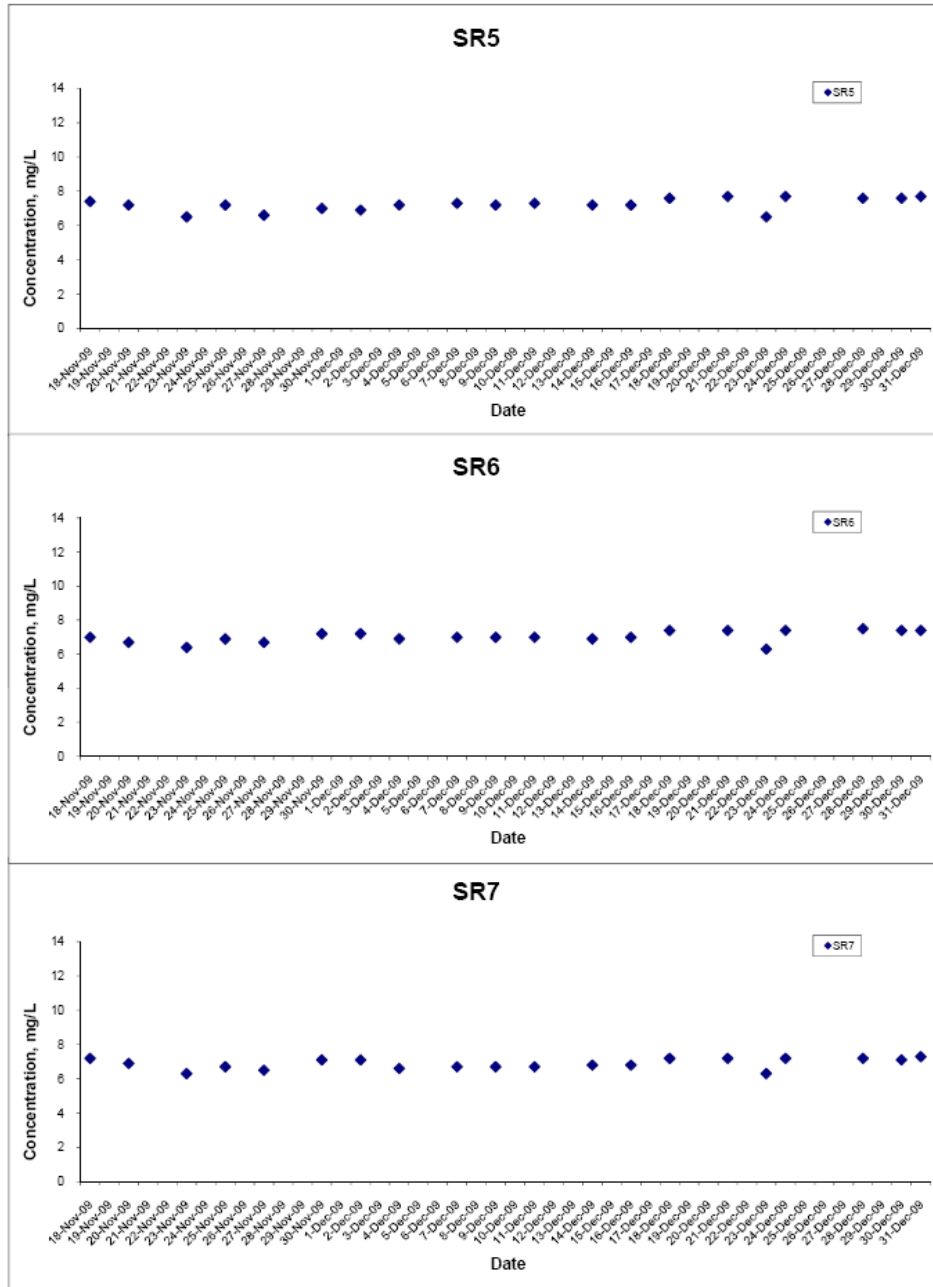 SR5
SR5
14
12
10
8
6
4
2
0
Concentration, mg/L
18-Nov-09
19-Nov-09
20-Nov-09
21-Nov-09
22-Nov-09
23-Nov-09
24-Nov-09
25-Nov-09
26-Nov-09
27-Nov-09
28-Nov-09
29-Nov-09
30-Nov-09
1-Dec-09
2-Dec-09
3-Dec-09
4-Dec-09
5-Dec-09
6-Dec-09
7-Dec-09
8-Dec-09
9-Dec-09
10-Dec-09
11-Dec-09
12-Dec-09
13-Dec-09
14-Dec-09
15-Dec-09
16-Dec-09
17-Dec-09
18-Dec-09
19-Dec-09
20-Dec-09
21-Dec-09
22-Dec-09
23-Dec-09
24-Dec-09
25-Dec-09
26-Dec-09
27-Dec-09
28-Dec-09
29-Dec-09
30-Dec-09
31-Dec-09
Date
SR6
SR6
14
12
10
8
6
4
2
0
Concentration, mg/L
18-Nov-09
19-Nov-09
20-Nov-09
21-Nov-09
22-Nov-09
23-Nov-09
24-Nov-09
25-Nov-09
26-Nov-09
27-Nov-09
28-Nov-09
29-Nov-09
30-Nov-09
1-Dec-09
2-Dec-09
3-Dec-09
4-Dec-09
5-Dec-09
6-Dec-09
7-Dec-09
8-Dec-09
9-Dec-09
10-Dec-09
11-Dec-09
12-Dec-09
13-Dec-09
14-Dec-09
15-Dec-09
16-Dec-09
17-Dec-09
18-Dec-09
19-Dec-09
20-Dec-09
21-Dec-09
22-Dec-09
23-Dec-09
24-Dec-09
25-Dec-09
26-Dec-09
27-Dec-09
28-Dec-09
29-Dec-09
30-Dec-09
31-Dec-09
Date
SR7
SR7
14
12
10
8
6
4
2
0
Concentration, mg/L
18-Nov-09
19-Nov-09
20-Nov-09
21-Nov-09
22-Nov-09
23-Nov-09
24-Nov-09
25-Nov-09
26-Nov-09
27-Nov-09
28-Nov-09
29-Nov-09
30-Nov-09
1-Dec-09
2-Dec-09
3-Dec-09
4-Dec-09
5-Dec-09
6-Dec-09
7-Dec-09
8-Dec-09
9-Dec-09
10-Dec-09
11-Dec-09
12-Dec-09
13-Dec-09
14-Dec-09
15-Dec-09
16-Dec-09
17-Dec-09
18-Dec-09
19-Dec-09
20-Dec-09
21-Dec-09
22-Dec-09
23-Dec-09
24-Dec-09
25-Dec-09
26-Dec-09
27-Dec-09
28-Dec-09
29-Dec-09
30-Dec-09
31-Dec-09
Date